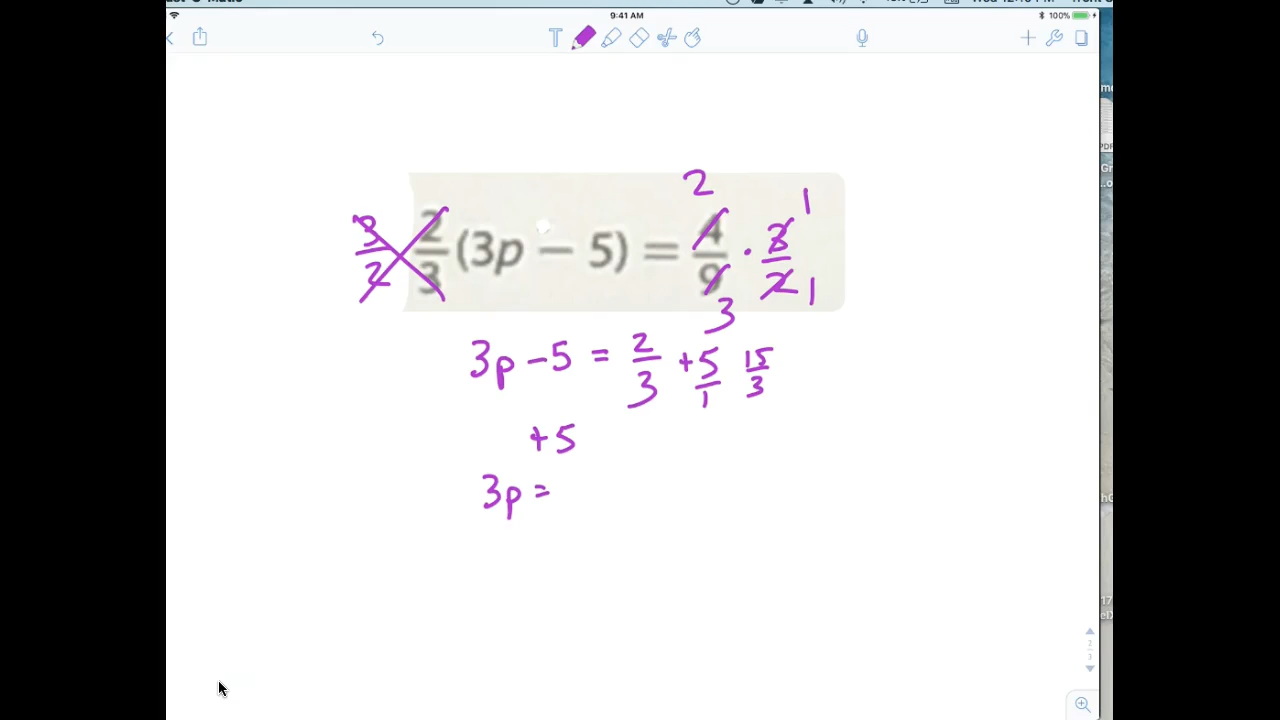 9:41 AM
100%
T
2 1
3/2 2/3 (3p − 5) = 4/9 · 3/2
3 1
3p − 5 = 2/3 + 5/1 15/3
+ 5
3p =